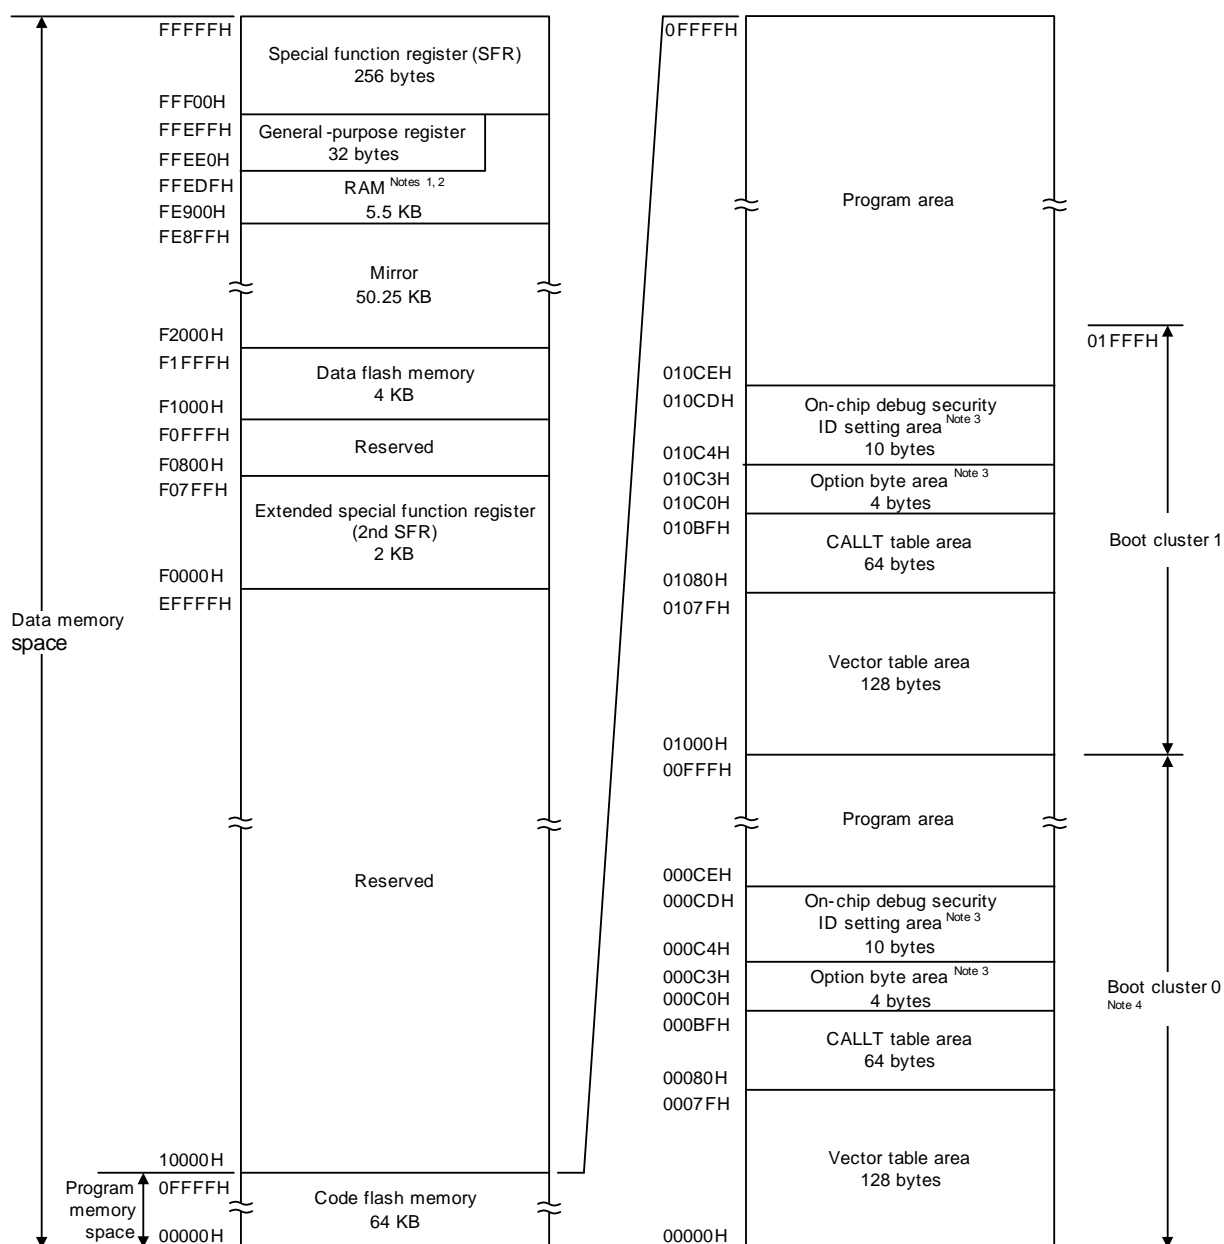 FFFFFH
Special function register (SFR)
256 bytes
FFF00H
FFEFFH
General-purpose register
32 bytes
FFEE0H
FFEDFH
RAM Notes 1, 2
5.5 KB
FE900H
FE8FFH
Mirror
50.25 KB
F2000H
F1FFFH
Data flash memory
4 KB
F1000H
F0FFFH
Reserved
F0800H
F07FFH
Extended special function register
(2nd SFR)
2 KB
F0000H
EFFFFH
Data memory
space
Reserved
10000H
0FFFFH
Program
memory
space
Code flash memory
64 KB
00000H
0FFFFH
Program area
01FFFH
010CEH
010CDH
On-chip debug security
ID setting area Note 3
10 bytes
010C4H
010C3H
Option byte area Note 3
4 bytes
010C0H
010BFH
CALLT table area
64 bytes
01080H
0107FH
Boot cluster 1
Vector table area
128 bytes
01000H
00FFFH
Program area
000CEH
000CDH
On-chip debug security
ID setting area Note 3
10 bytes
000C4H
000C3H
Option byte area Note 3
4 bytes
000C0H
000BFH
Boot cluster 0
Note 4
CALLT table area
64 bytes
00080H
0007FH
Vector table area
128 bytes
00000H